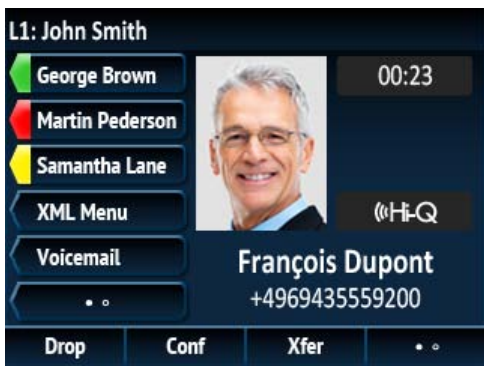 L1: John Smith
George Brown
00:23
Martin Pederson
Samantha Lane
XML Menu
Hi-Q
Voicemail
François Dupont
+4969435559200
Drop Conf Xfer